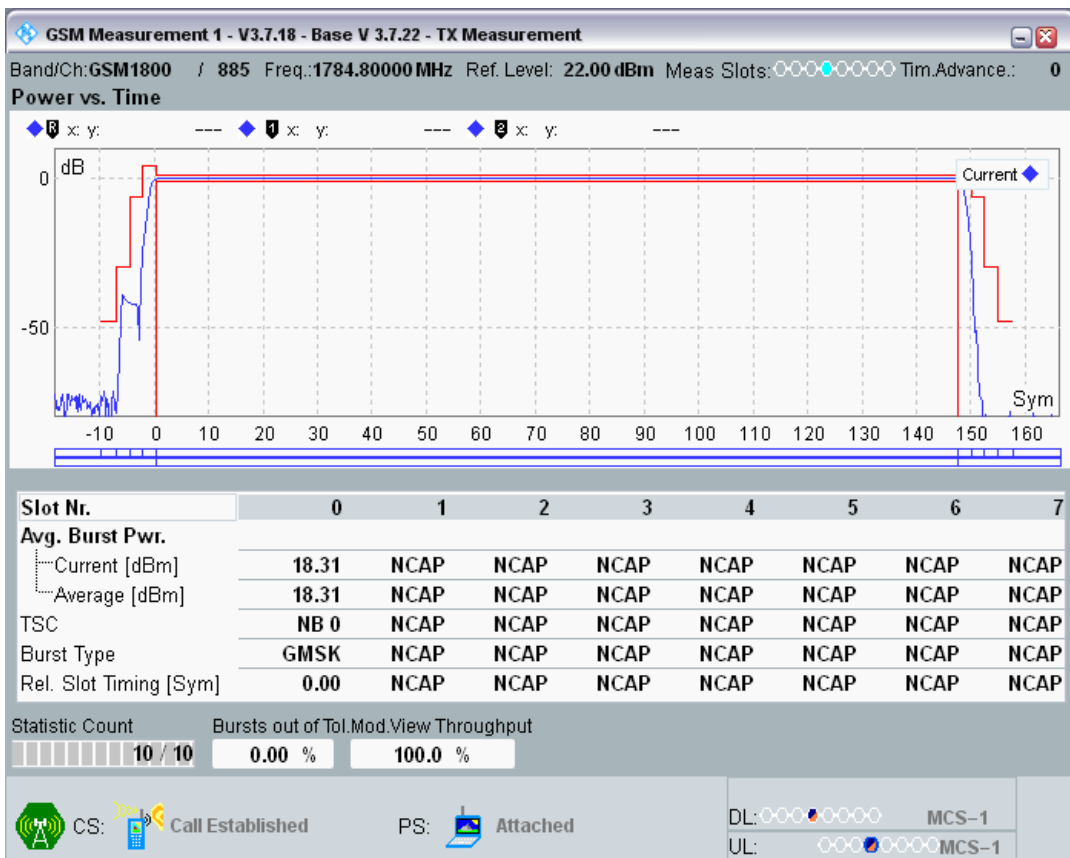 GSM Measurement 1 - V3.7.18 - Base V 3.7.22 - TX Measurement
Band/Ch:GSM1800 / 885 Freq.:1784.80000 MHz Ref. Level: 22.00 dBm Meas Slots: Tim.Advance.: 0
Power vs. Time
R x: y: --- 1 x: y: --- 2 x: y: ---
dB
0
Current
-50
Sym
-10 0 10 20 30 40 50 60 70 80 90 100 110 120 130 140 150 160
Slot Nr. 0 1 2 3 4 5 6 7
Avg. Burst Pwr.
Current [dBm] 18.31 NCAP NCAP NCAP NCAP NCAP NCAP NCAP
Average [dBm] 18.31 NCAP NCAP NCAP NCAP NCAP NCAP NCAP
TSC NB 0 NCAP NCAP NCAP NCAP NCAP NCAP NCAP
Burst Type GMSK NCAP NCAP NCAP NCAP NCAP NCAP NCAP
Rel. Slot Timing [Sym] 0.00 NCAP NCAP NCAP NCAP NCAP NCAP NCAP
Statistic Count Bursts out of Tol.Mod.View Throughput
10 / 10 0.00 % 100.0 %
CS: Call Established PS: Attached
DL: MCS-1
UL: MCS-1